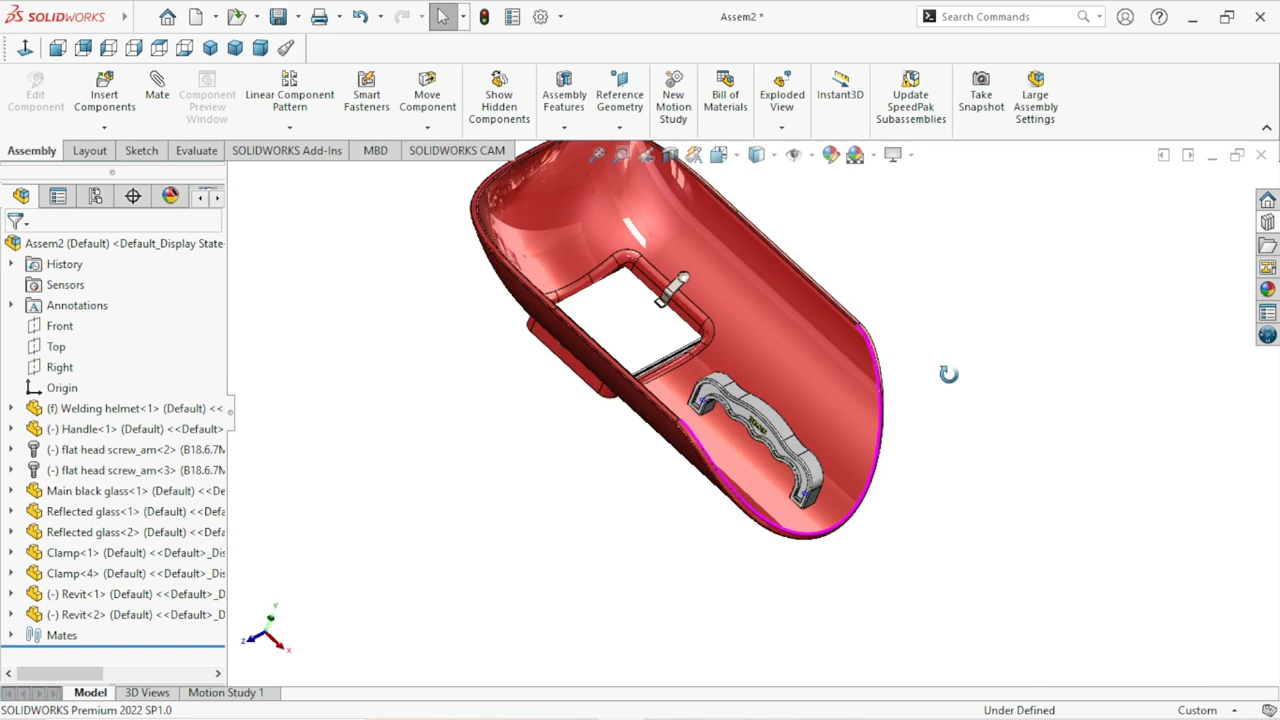 SOLIDWORKS
Assem2 *
Search Commands
Edit
Component
Insert
Components
Mate
Component
Preview
Window
Linear Component
Pattern
Smart
Fasteners
Move
Component
Show
Hidden
Components
Assembly
Features
Reference
Geometry
New
Motion
Study
Bill of
Materials
Exploded
View
Instant3D
Update
SpeedPak
Subassemblies
Take
Snapshot
Large
Assembly
Settings
Assembly
Layout
Sketch
Evaluate
SOLIDWORKS Add-Ins
MBD
SOLIDWORKS CAM
Assem2 (Default) <Default_Display State-
History
Sensors
Annotations
Front
Top
Right
Origin
(f) Welding helmet<1> (Default) <<
(-) Handle<1> (Default) <<Default>
(-) flat head screw_am<2> (B18.6.7M
(-) flat head screw_am<3> (B18.6.7M
Main black glass<1> (Default) <<De
Reflected glass<1> (Default) <<Defa
Reflected glass<2> (Default) <<Defa
Clamp<1> (Default) <<Default>_Dis
Clamp<4> (Default) <<Default>_Dis
(-) Revit<1> (Default) <<Default>_D
(-) Revit<2> (Default) <<Default>_D
Mates
Y
Z
X
Model
3D Views
Motion Study 1
SOLIDWORKS Premium 2022 SP1.0
Under Defined
Custom